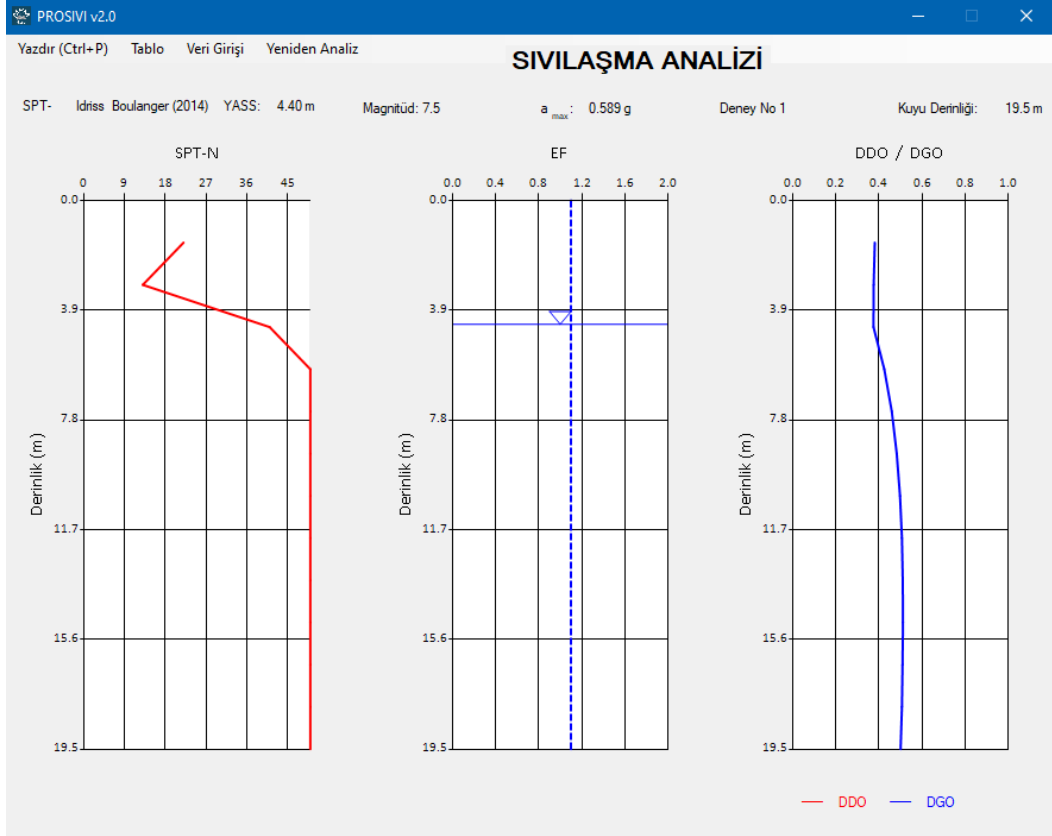 PROSIVI v2.0
Yazdır (Ctrl+P) Tablo Veri Girişi Yeniden Analiz
SIVILAŞMA ANALİZİ
SPT- Idriss Boulanger (2014) YASS: 4.40 m Magnitüd: 7.5 a max: 0.589 g Deney No 1 Kuyu Derinliği: 19.5 m
SPT-N EF DDO / DGO
0 9 18 27 36 45 0.0 0.4 0.8 1.2 1.6 2.0 0.0 0.2 0.4 0.6 0.8 1.0
0.0 0.0 0.0
3.9 3.9 3.9
7.8 7.8 7.8
Derinlik (m) Derinlik (m) Derinlik (m)
11.7 11.7 11.7
15.6 15.6 15.6
19.5 19.5 19.5
DDO DGO